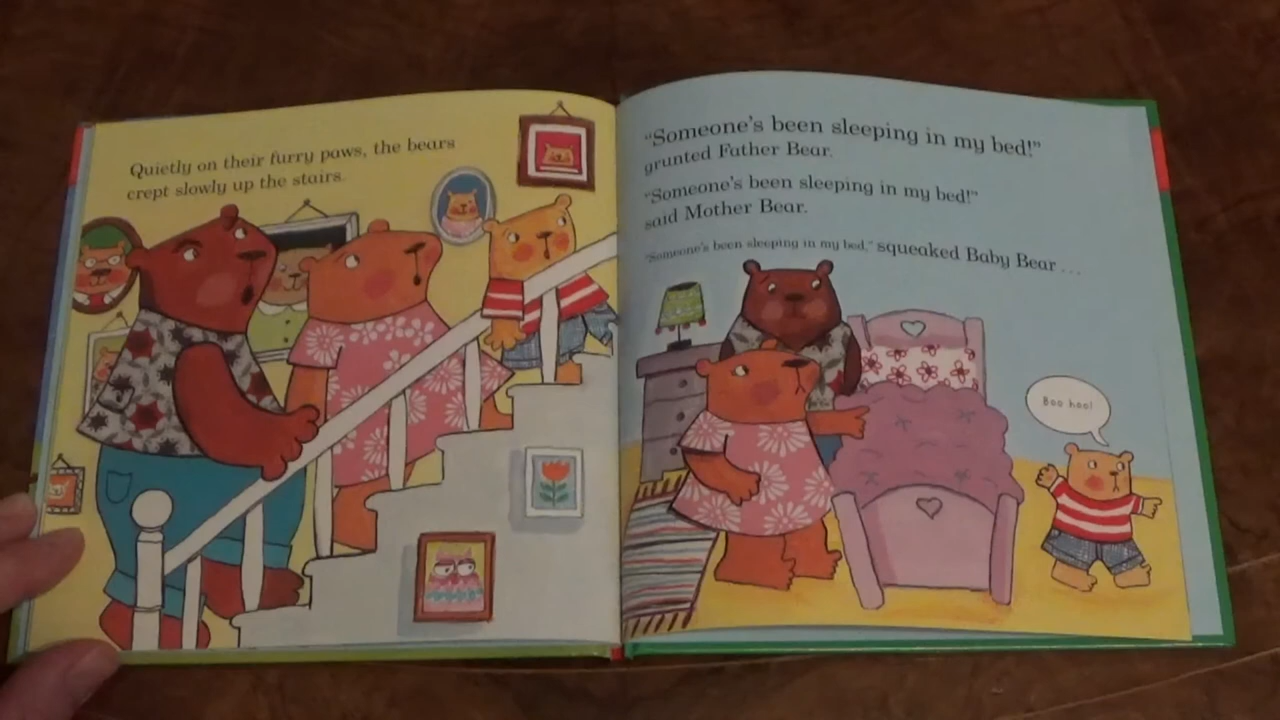 Quietly on their furry paws, the bears
crept slowly up the stairs.
“Someone’s been sleeping in my bed!”
grunted Father Bear.
“Someone’s been sleeping in my bed!”
said Mother Bear.
“Someone’s been sleeping in my bed,” squeaked Baby Bear . . .
Boo hoo!